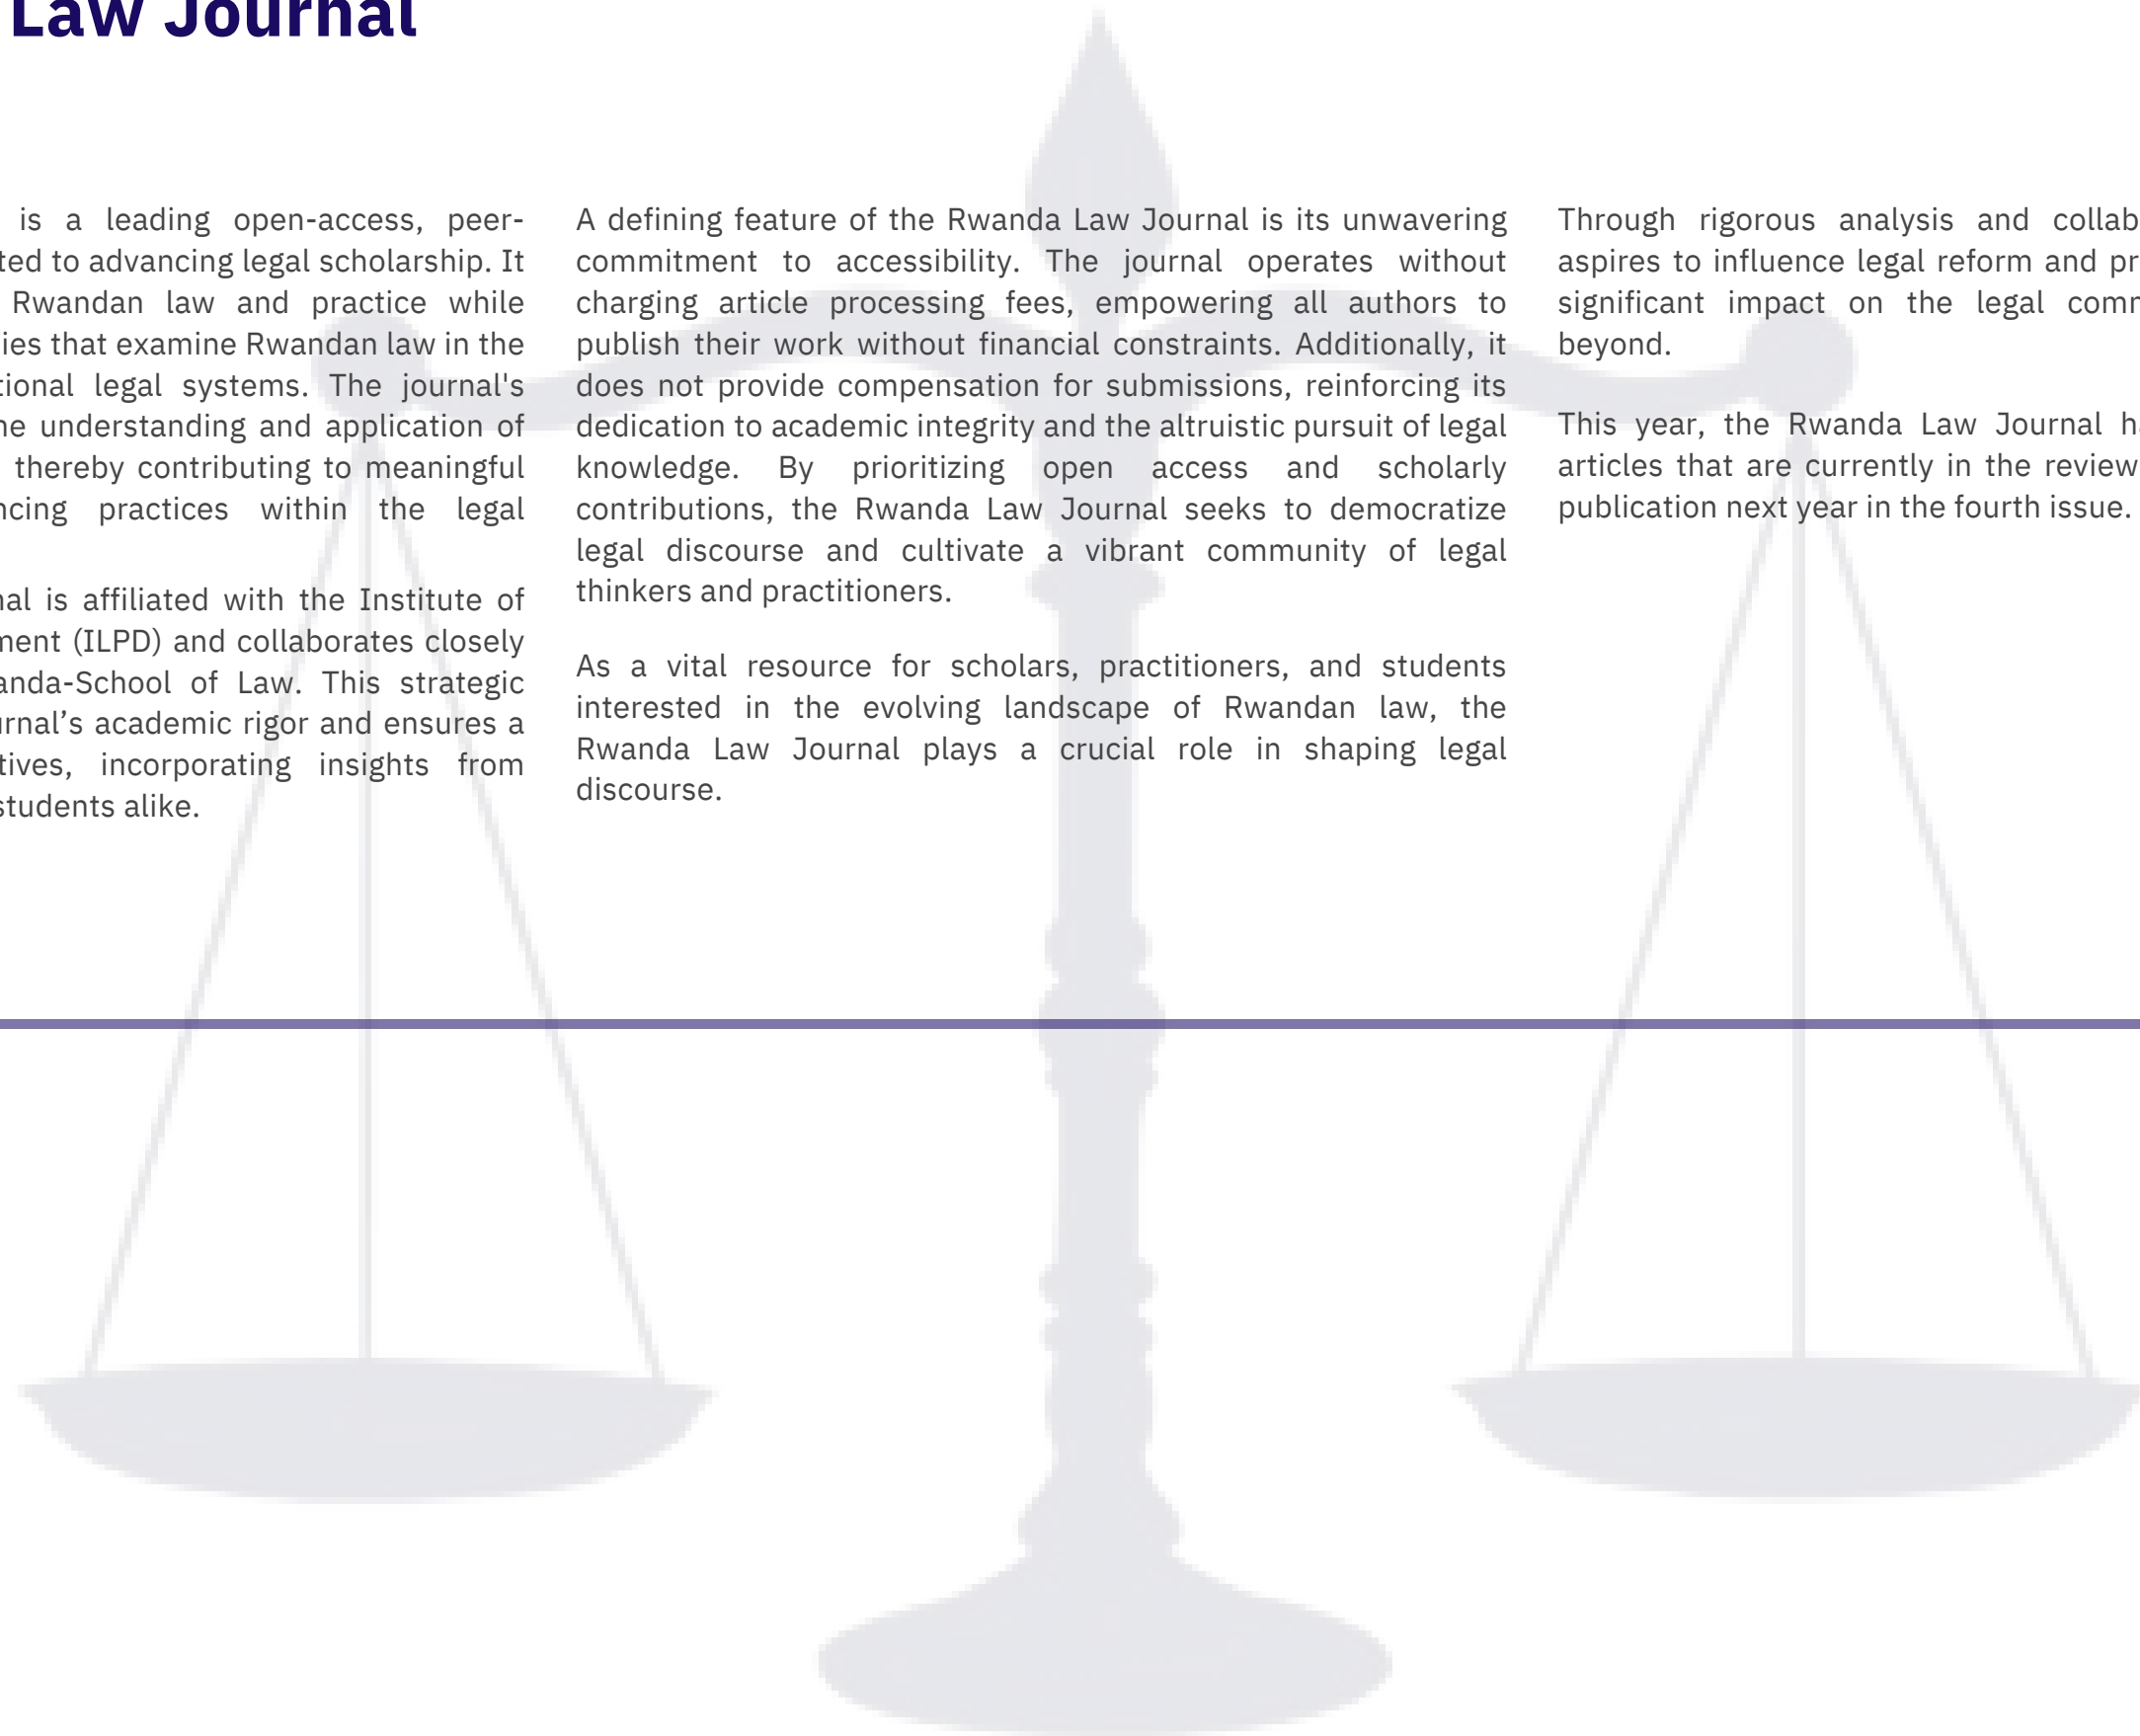 Law Journal
is a leading open-access, peer-
ted to advancing legal scholarship. It
Rwandan law and practice while
ies that examine Rwandan law in the
tional legal systems. The journal's
he understanding and application of
thereby contributing to meaningful
ncing practices within the legal
nal is affiliated with the Institute of
ment (ILPD) and collaborates closely
anda-School of Law. This strategic
urnal’s academic rigor and ensures a
tives, incorporating insights from
students alike.
A defining feature of the Rwanda Law Journal is its unwavering
commitment to accessibility. The journal operates without
charging article processing fees, empowering all authors to
publish their work without financial constraints. Additionally, it
does not provide compensation for submissions, reinforcing its
dedication to academic integrity and the altruistic pursuit of legal
knowledge. By prioritizing open access and scholarly
contributions, the Rwanda Law Journal seeks to democratize
legal discourse and cultivate a vibrant community of legal
thinkers and practitioners.
As a vital resource for scholars, practitioners, and students
interested in the evolving landscape of Rwandan law, the
Rwanda Law Journal plays a crucial role in shaping legal
discourse.
Through rigorous analysis and collab
aspires to influence legal reform and pr
significant impact on the legal comm
beyond.
This year, the Rwanda Law Journal ha
articles that are currently in the review
publication next year in the fourth issue.